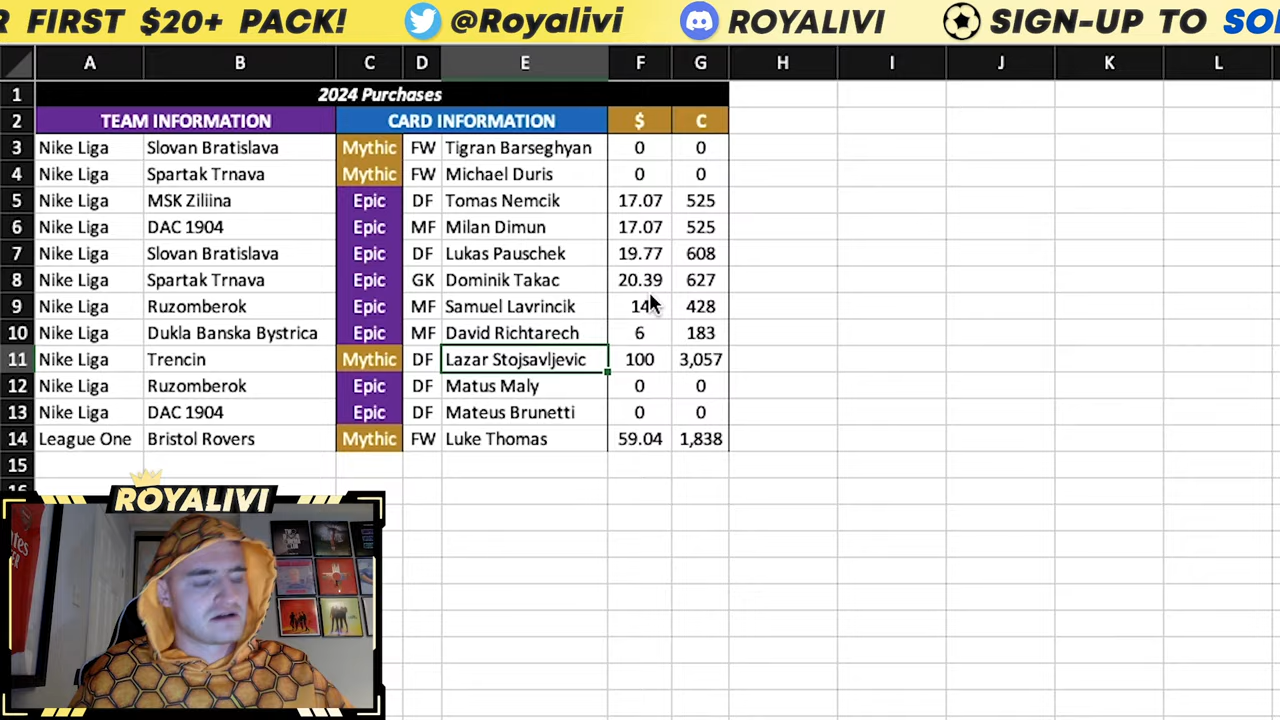 R FIRST $20+ PACK! @Royalivi ROYALIVI SIGN-UP TO SO
A B C D E F G H I J K L
1 2024 Purchases
2 TEAM INFORMATION CARD INFORMATION $ C
3 Nike Liga Slovan Bratislava Mythic FW Tigran Barseghyan 0 0
4 Nike Liga Spartak Trnava Mythic FW Michael Duris 0 0
5 Nike Liga MSK Ziliina Epic DF Tomas Nemcik 17.07 525
6 Nike Liga DAC 1904 Epic MF Milan Dimun 17.07 525
7 Nike Liga Slovan Bratislava Epic DF Lukas Pauschek 19.77 608
8 Nike Liga Spartak Trnava Epic GK Dominik Takac 20.39 627
9 Nike Liga Ruzomberok Epic MF Samuel Lavrincik 14 428
10 Nike Liga Dukla Banska Bystrica Epic MF David Richtarech 6 183
11 Nike Liga Trencin Mythic DF Lazar Stojsavljevic 100 3,057
12 Nike Liga Ruzomberok Epic DF Matus Maly 0 0
13 Nike Liga DAC 1904 Epic DF Mateus Brunetti 0 0
14 League One Bristol Rovers Mythic FW Luke Thomas 59.04 1,838
15
ROYALIVI